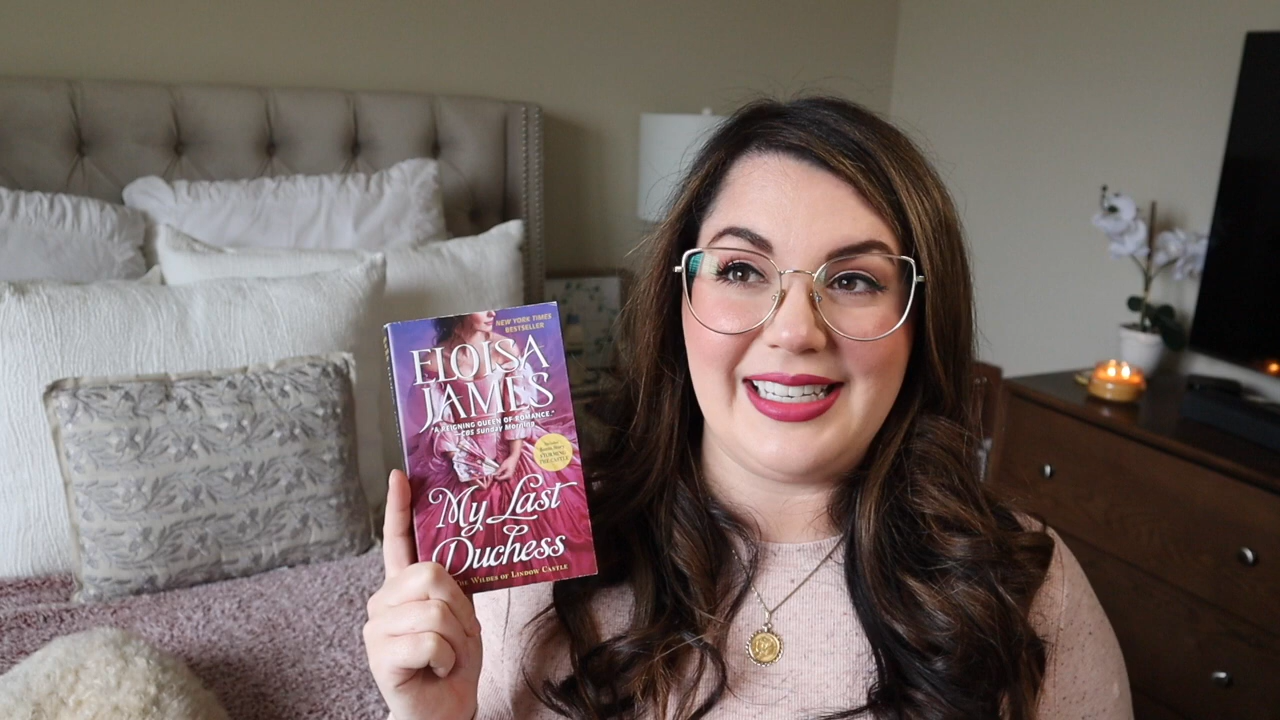 NEW YORK TIMES
BESTSELLER
ELOISA
JAMES
"A REIGNING QUEEN OF ROMANCE."
—CBS Sunday Morning
My Last
Duchess
THE WILDES OF LINDOW CASTLE